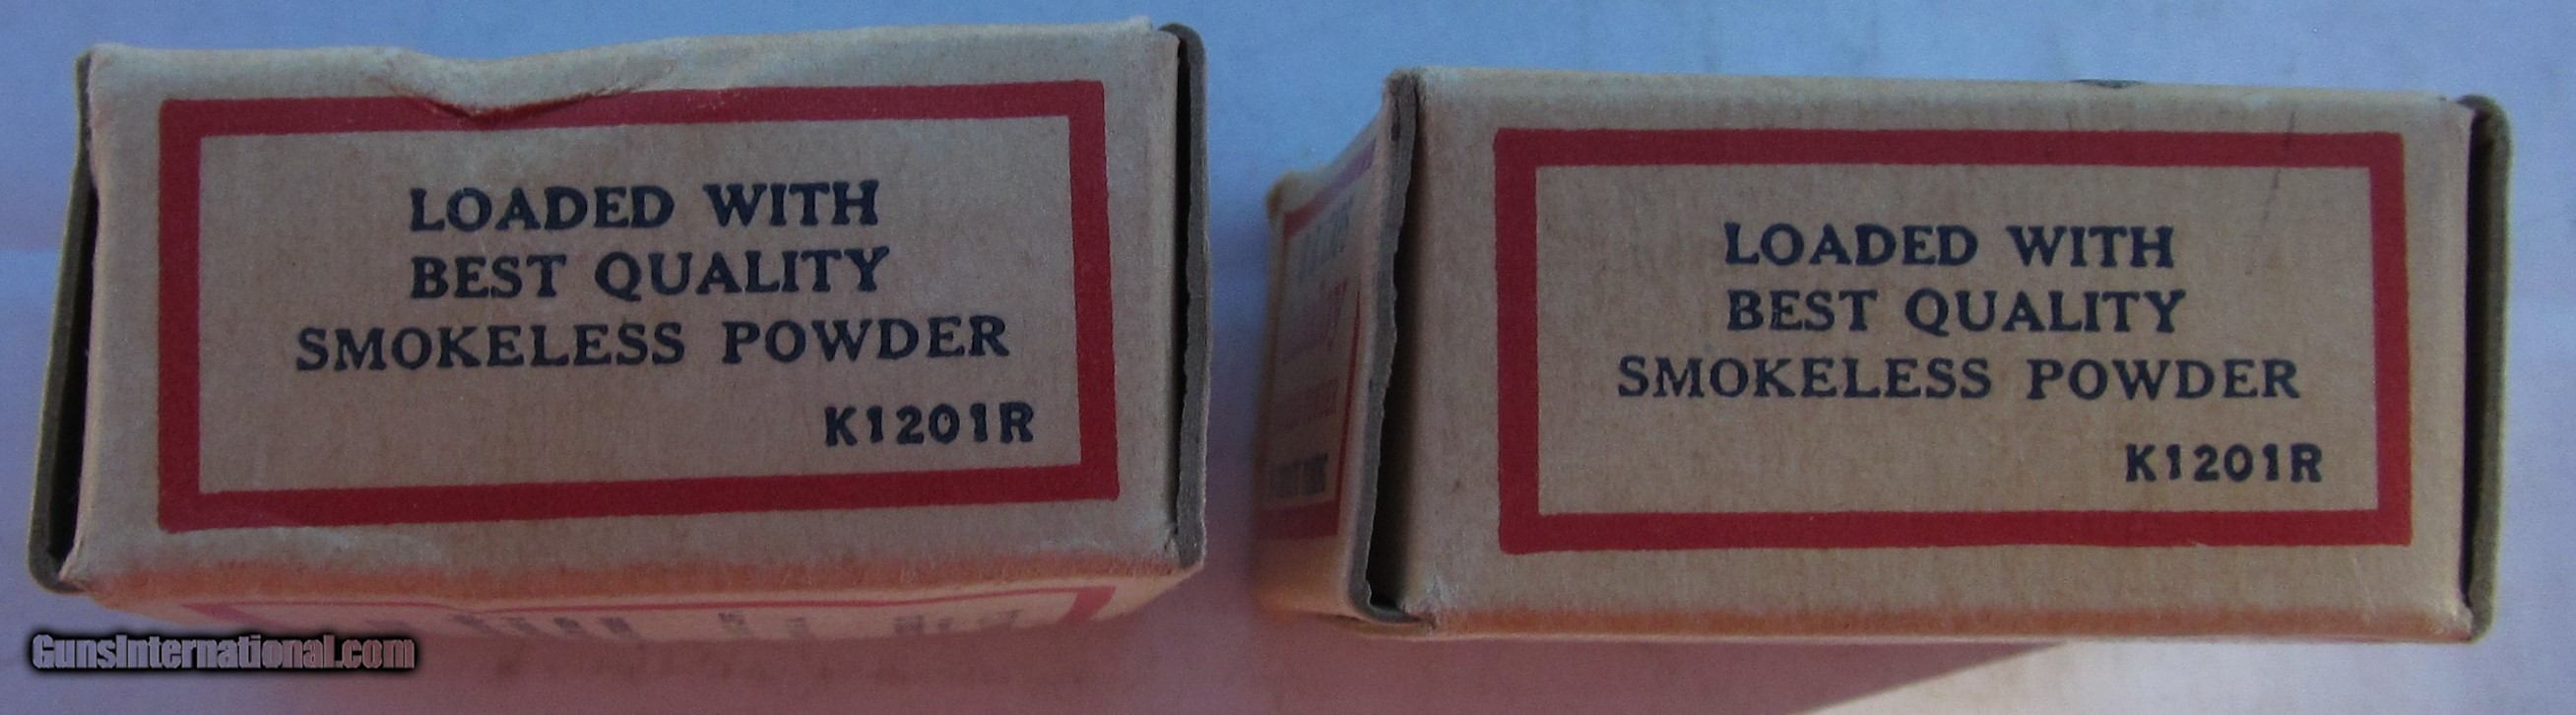 LOADED WITH
BEST QUALITY
SMOKELESS POWDER
K1201R
LOADED WITH
BEST QUALITY
SMOKELESS POWDER
K1201R
GunsInternational.com